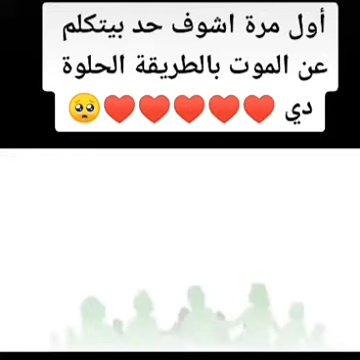 أول مرة اشوف حد بيتكلم
عن الموت بالطريقة الحلوة
دي ♥️♥️♥️♥️♥️🥺